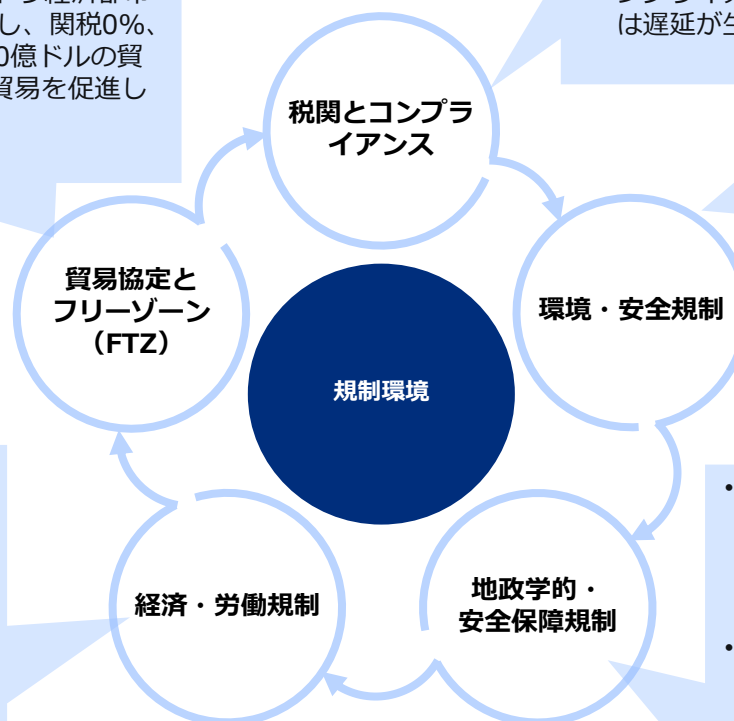 し、関税0%、
0億ドルの貿
貿易を促進し
は遅延が生
税関とコンプラ
イアンス
貿易協定と
フリーゾーン
（FTZ）
環境・安全規制
規制環境
経済・労働規制
地政学的・
安全保障規制
•
•